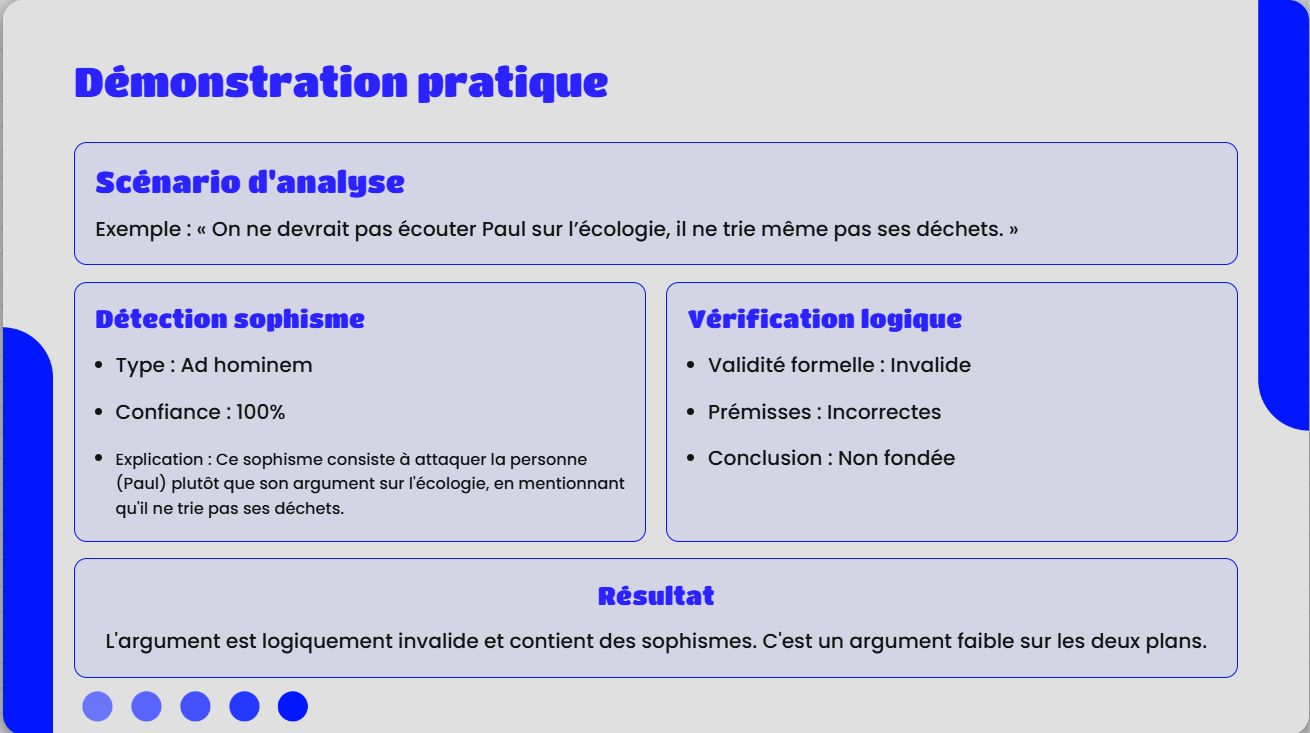 Démonstration pratique
Scénario d'analyse
Exemple : « On ne devrait pas écouter Paul sur l’écologie, il ne trie même pas ses déchets. »
Détection sophisme
• Type : Ad hominem
• Confiance : 100%
• Explication : Ce sophisme consiste à attaquer la personne
(Paul) plutôt que son argument sur l'écologie, en mentionnant
qu'il ne trie pas ses déchets.
Vérification logique
• Validité formelle : Invalide
• Prémisses : Incorrectes
• Conclusion : Non fondée
Résultat
L'argument est logiquement invalide et contient des sophismes. C'est un argument faible sur les deux plans.